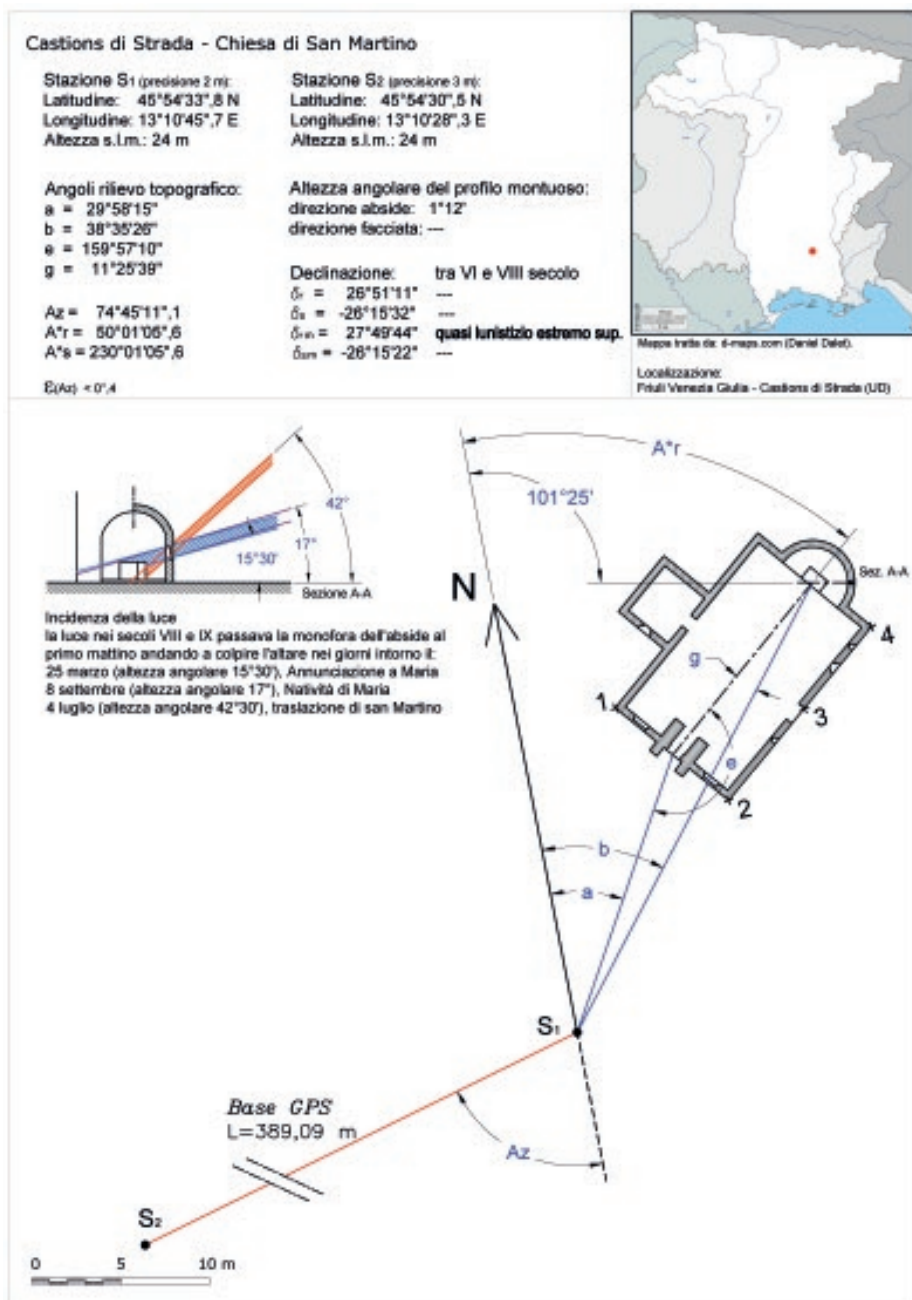 Castions di Strada - Chiesa di San Martino
Stazione S1 (precisione 2 m):
Latitudine: 45°54'33",8 N
Longitudine: 13°10'45",7 E
Altezza s.l.m.: 24 m
Stazione S2 (precisione 3 m):
Latitudine: 45°54'30",5 N
Longitudine: 13°10'28",3 E
Altezza s.l.m.: 24 m
Angoli rilievo topografico:
a = 29°58'15"
b = 38°35'26"
e = 159°57'10"
g = 11°25'39"
Altezza angolare del profilo montuoso:
direzione abside: 1°12'
direzione facciata: ---
Az = 74°45'11",1
A*r = 50°01'05",6
A*s = 230°01'05",6
ε(Az) < 0",4
Declinazione: tra VI e VIII secolo
δr = 26°51'11" ---
δs = -26°15'32" ---
27°49'44" quasi lunistizio estremo sup.
-26°15'22" ---
Mappa tratta da: d-maps.com (Daniel Dalet).
Localizzazione:
Friuli Venezia Giulia - Castions di Strada (UD)
42°
17°
15°30'
Sezione A-A
Incidenza della luce
la luce nei secoli VIII e IX passava la monofora dell'abside al
primo mattino andando a colpire l'altare nei giorni intorno il:
25 marzo (altezza angolare 15°30'), Annunciazione a Maria
8 settembre (altezza angolare 17°), Natività di Maria
4 luglio (altezza angolare 42°30'), traslazione di san Martino
A*r
101°25'
N
Sez. A-A
4
g
1
3
e
2
b
a
S1
Base GPS
L=389,09 m
Az
S2
0 5 10 m